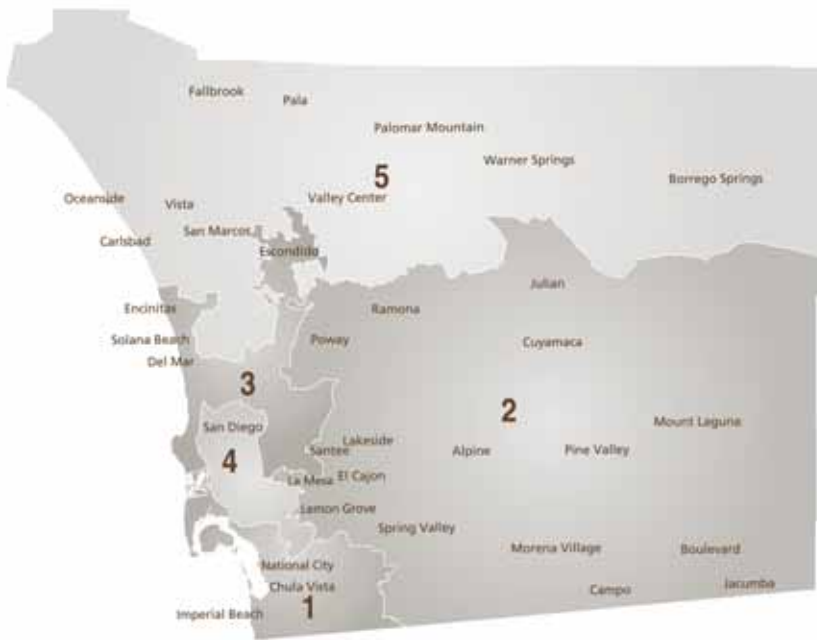 Fallbrook
Pala
Palomar Mountain
Warner Springs
5
Borrego Springs
Oceanside
Vista
Valley Center
San Marcos
Carlsbad
Escondido
Julian
Encinitas
Ramona
Solana Beach
Poway
Cuyamaca
Del Mar
3
2
Mount Laguna
San Diego
Lakeside
Santee
Alpine
Pine Valley
4
La Mesa
El Cajon
Lemon Grove
Spring Valley
Morena Village
Boulevard
National City
Chula Vista
Campo
Jacumba
1
Imperial Beach